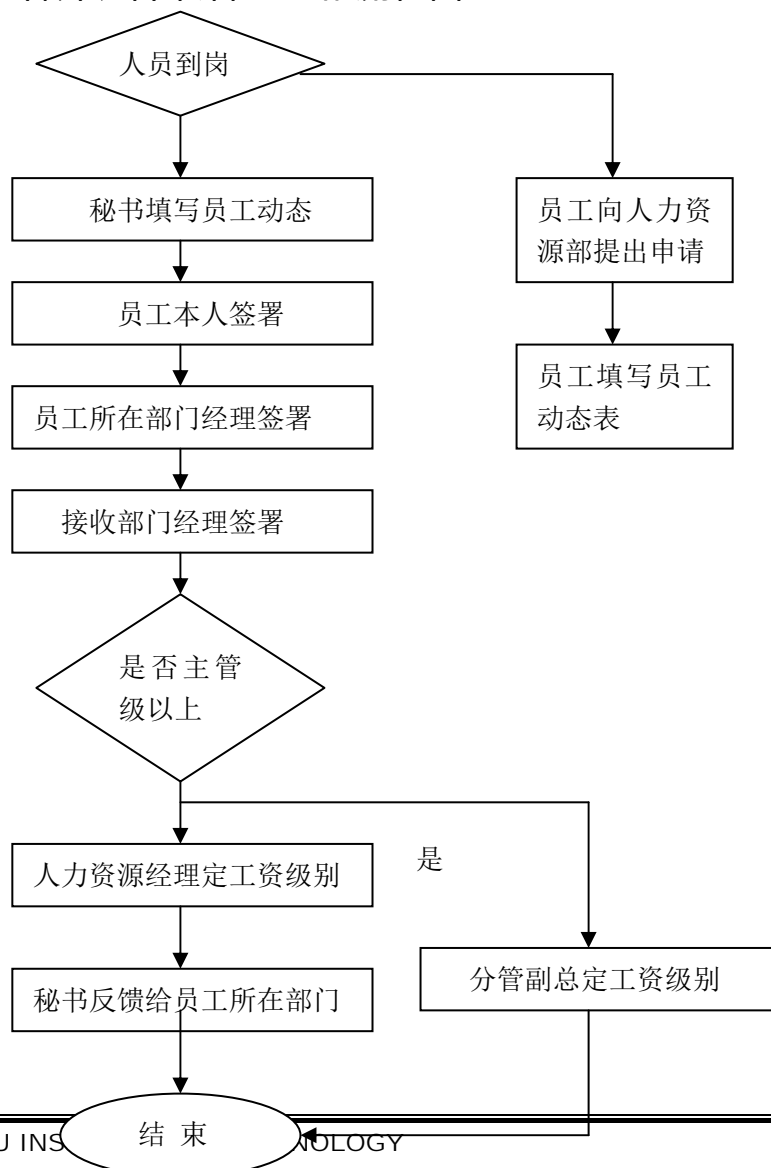 人员到岗
秘书填写员工动态
员工向人力资
源部提出申请
员工本人签署
员工填写员工
动态表
员工所在部门经理签署
接收部门经理签署
是否主管
级以上
人力资源经理定工资级别
是
分管副总定工资级别
秘书反馈给员工所在部门
结 束